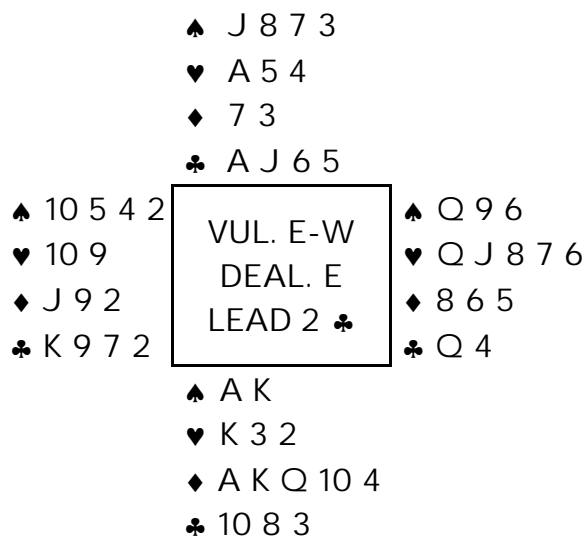 ♠ J 8 7 3
♥ A 5 4
♦ 7 3
♣ A J 6 5
♠ 10 5 4 2
♥ 10 9
♦ J 9 2
♣ K 9 7 2
VUL. E-W
DEAL. E
LEAD 2 ♣
♠ Q 9 6
♥ Q J 8 7 6
♦ 8 6 5
♣ Q 4
♠ A K
♥ K 3 2
♦ A K Q 10 4
♣ 10 8 3